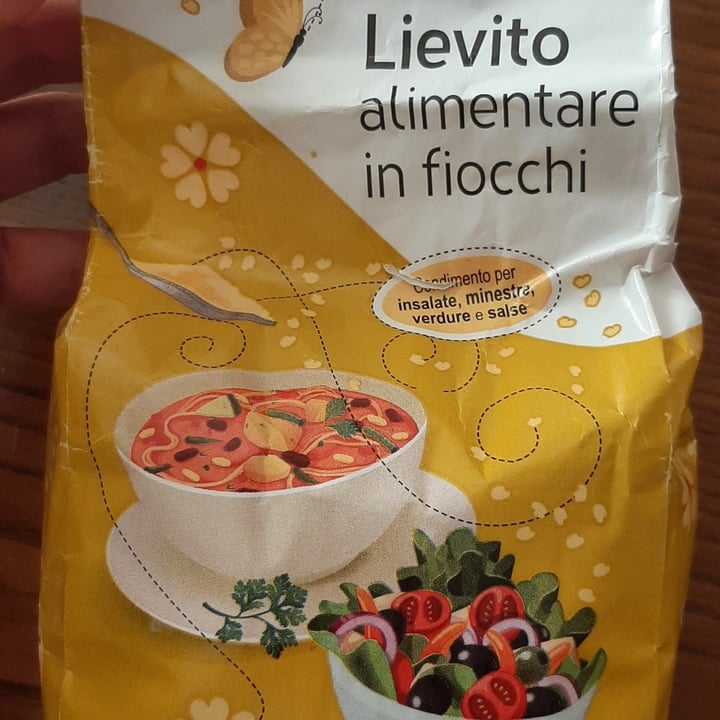 Lievito
alimentare
in fiocchi
Condimento per
insalate, minestre,
verdure e salse